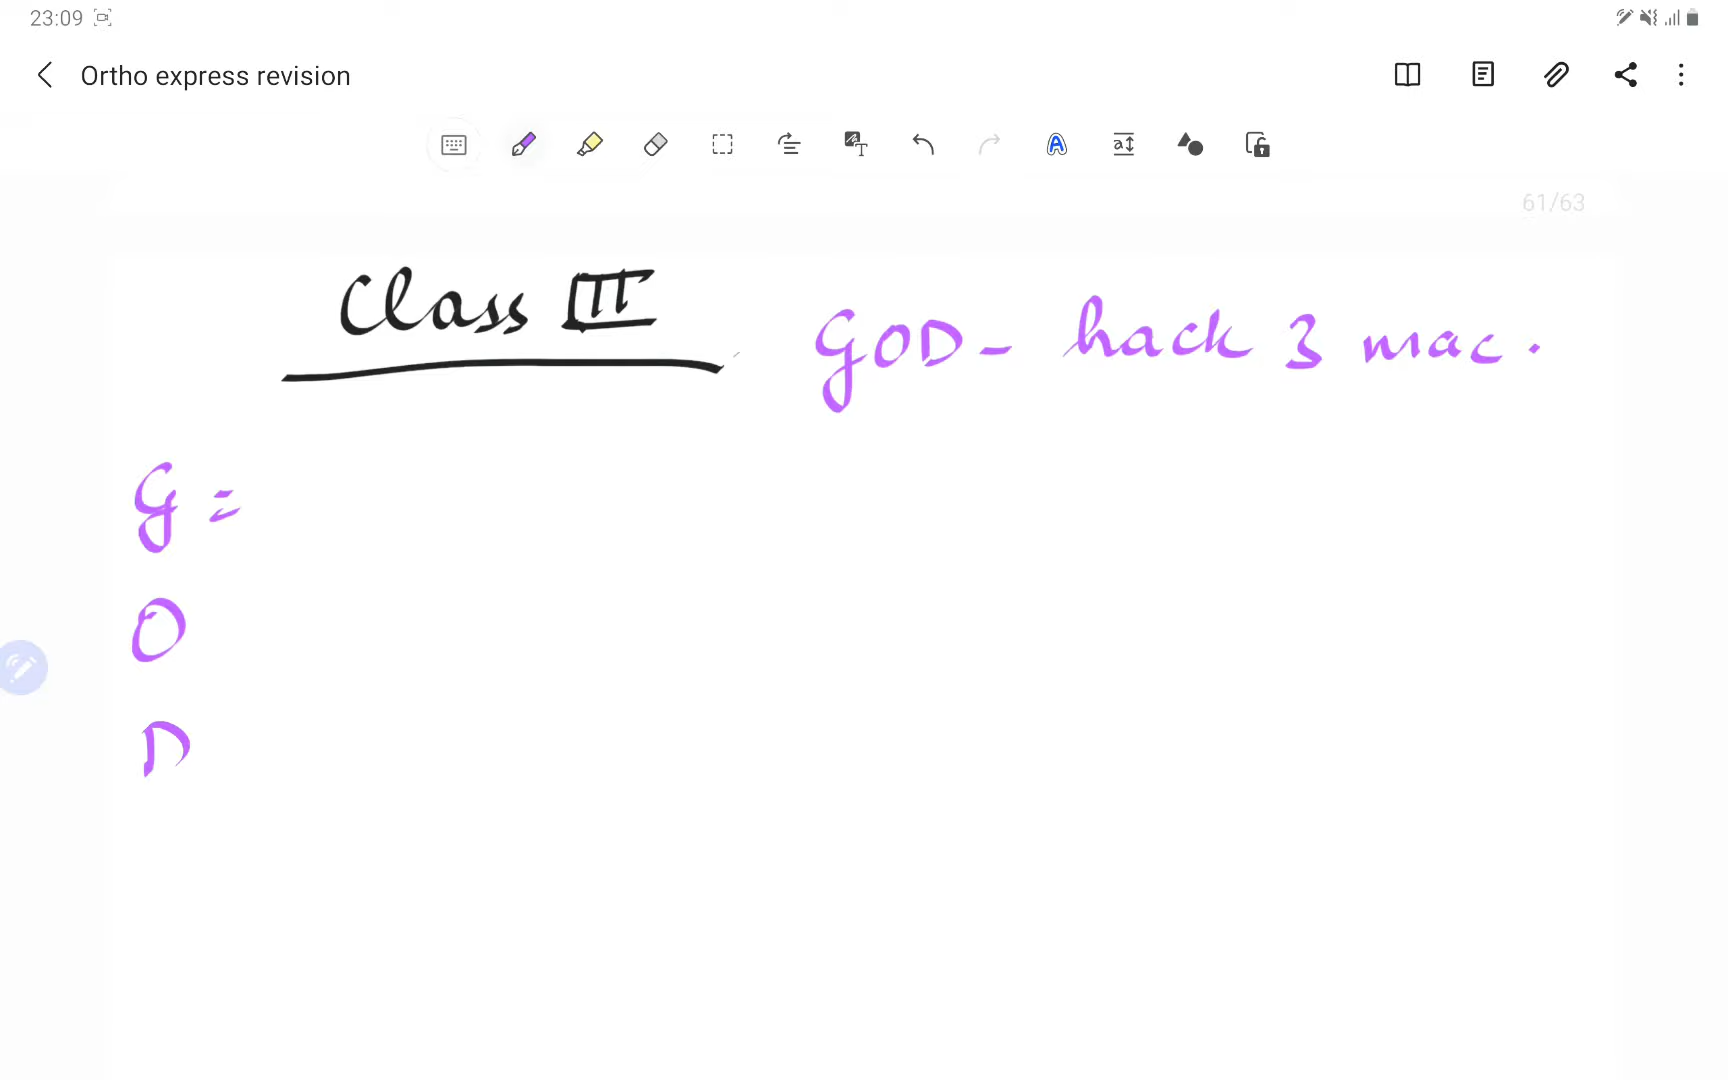 23:09
Ortho express revision
61/63
Class III
GOD - hack 3 mac.
G =
O
D